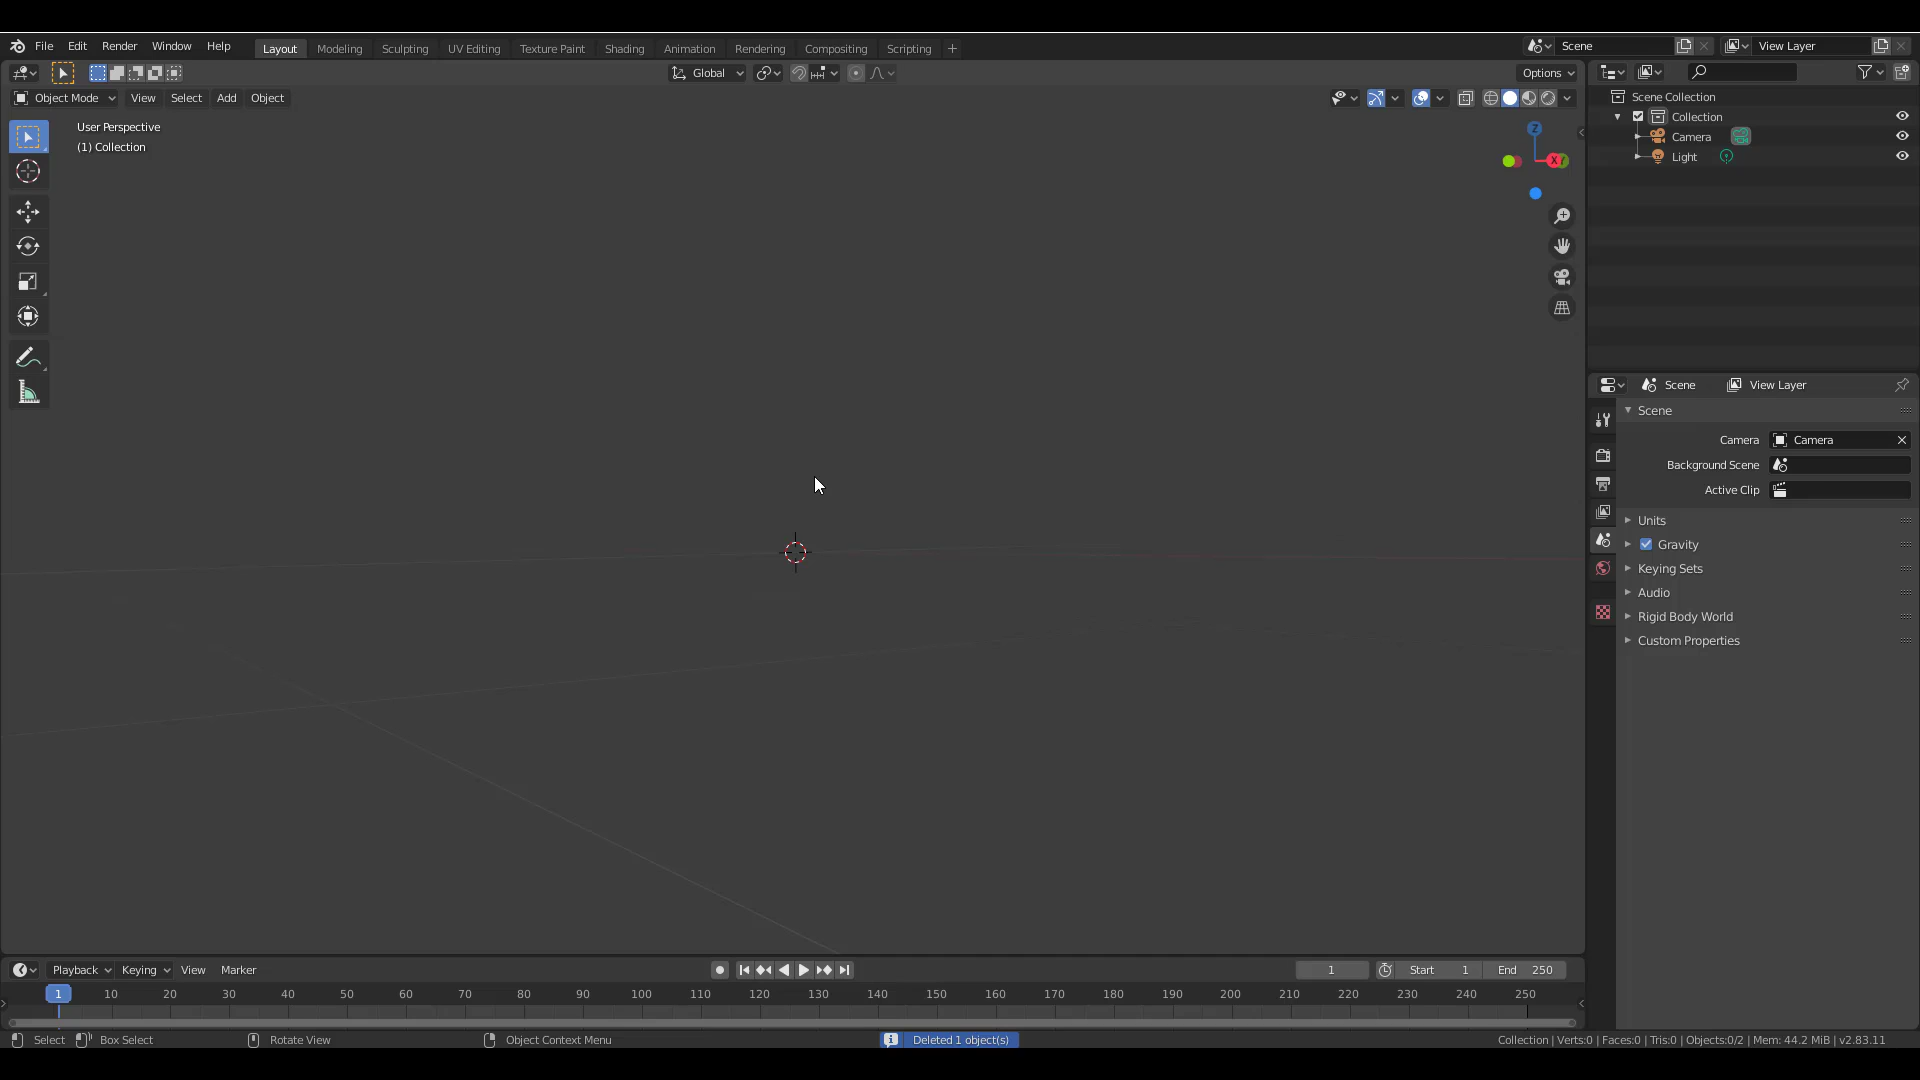 File Edit Render Window Help Layout Modeling Sculpting UV Editing Texture Paint Shading Animation Rendering Compositing Scripting + Scene View Layer
Global Options
Object Mode View Select Add Object
User Perspective
(1) Collection
Z
X
Y
Scene Collection
Collection
Camera
Light
Scene View Layer
Scene
Camera Camera
Background Scene
Active Clip
Units
Gravity
Keying Sets
Audio
Rigid Body World
Custom Properties
Playback Keying View Marker 1 Start 1 End 250
1 10 20 30 40 50 60 70 80 90 100 110 120 130 140 150 160 170 180 190 200 210 220 230 240 250
Select Box Select Rotate View Object Context Menu Deleted 1 object(s) Collection | Verts:0 | Faces:0 | Tris:0 | Objects:0/2 | Mem: 44.2 MiB | v2.83.11